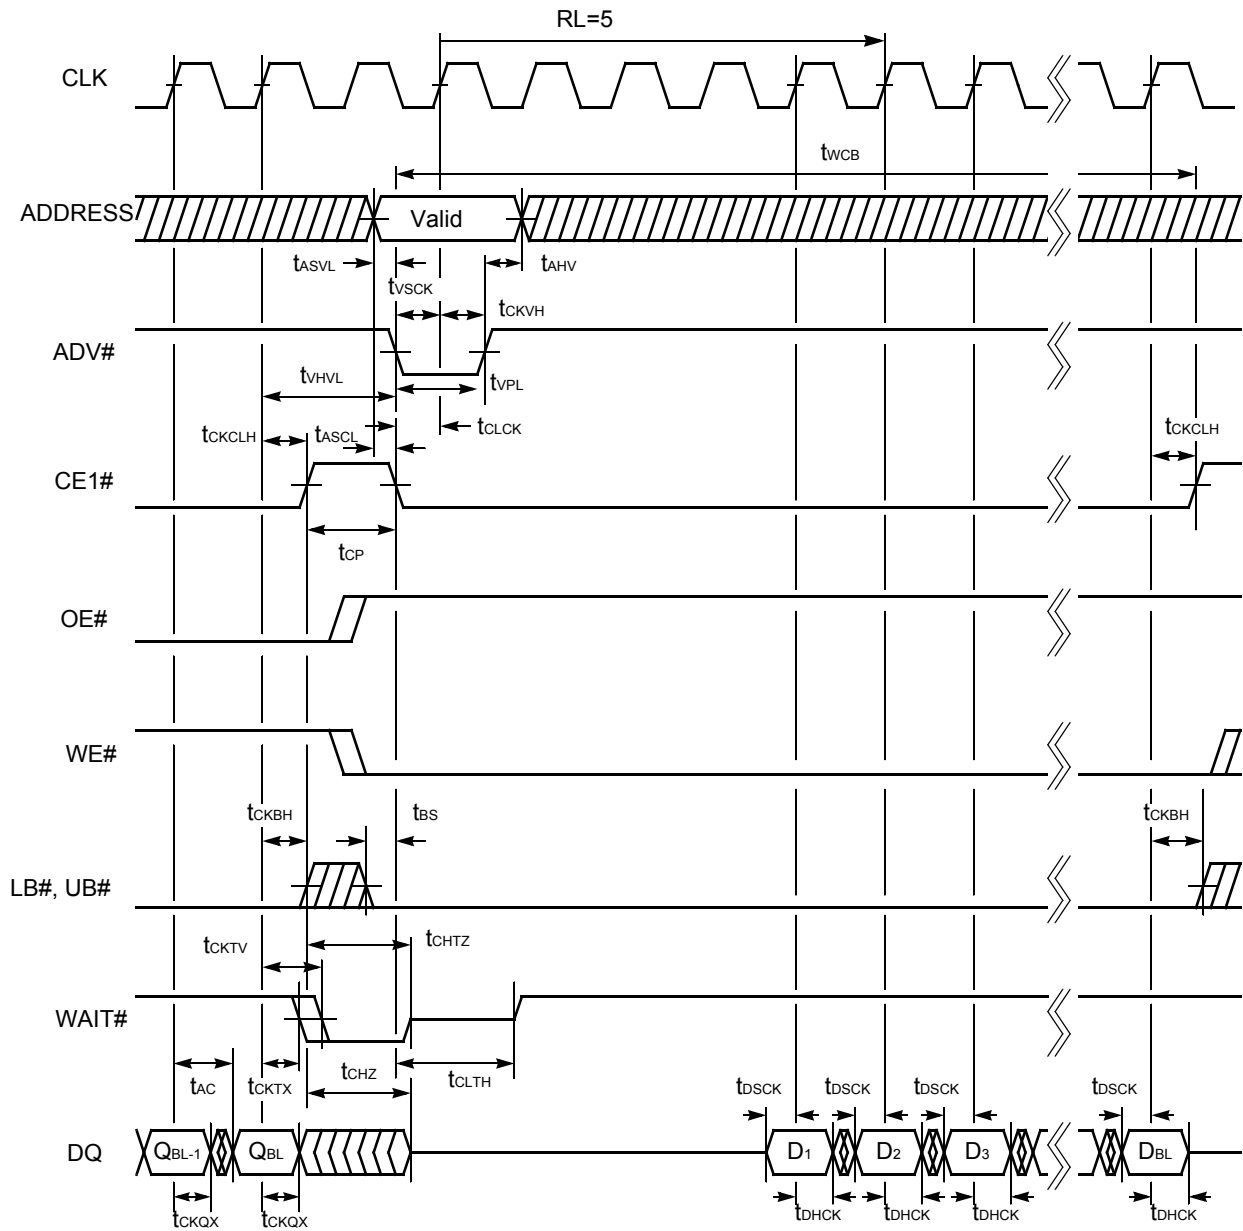 RL=5
CLK
tWCB
ADDRESS
Valid
tASVL
tAHV
tVSCK
tCKVH
ADV#
tVHVL
tVPL
tCKCLH
tASCL
tCLCK
tCKCLH
CE1#
tCP
OE#
WE#
tCKBH
tBS
tCKBH
LB#, UB#
tCKTV
tCHTZ
WAIT#
tAC
tCKTX
tCHZ
tCLTH
tDSCK
tDSCK
tDSCK
tDSCK
DQ
QBL-1
QBL
D1
D2
D3
DBL
tCKQX
tCKQX
tDHCK
tDHCK
tDHCK
tDHCK